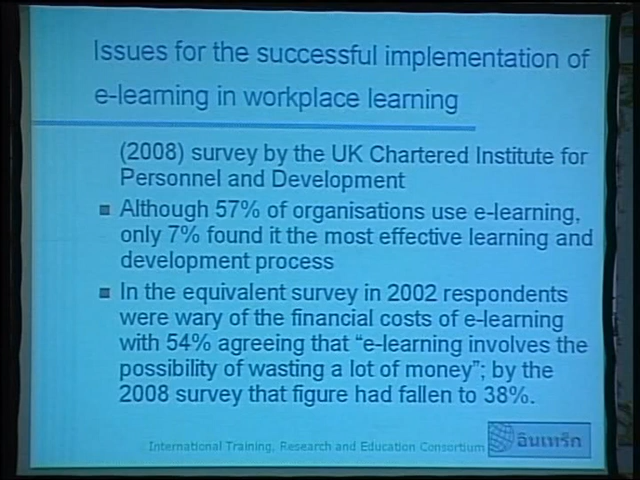 Issues for the successful implementation of
e-learning in workplace learning
(2008) survey by the UK Chartered Institute for
Personnel and Development
Although 57% of organisations use e-learning,
only 7% found it the most effective learning and
development process
In the equivalent survey in 2002 respondents
were wary of the financial costs of e-learning
with 54% agreeing that “e-learning involves the
possibility of wasting a lot of money”; by the
2008 survey that figure had fallen to 38%.
International Training, Research and Education Consortium
อินเทร็ก